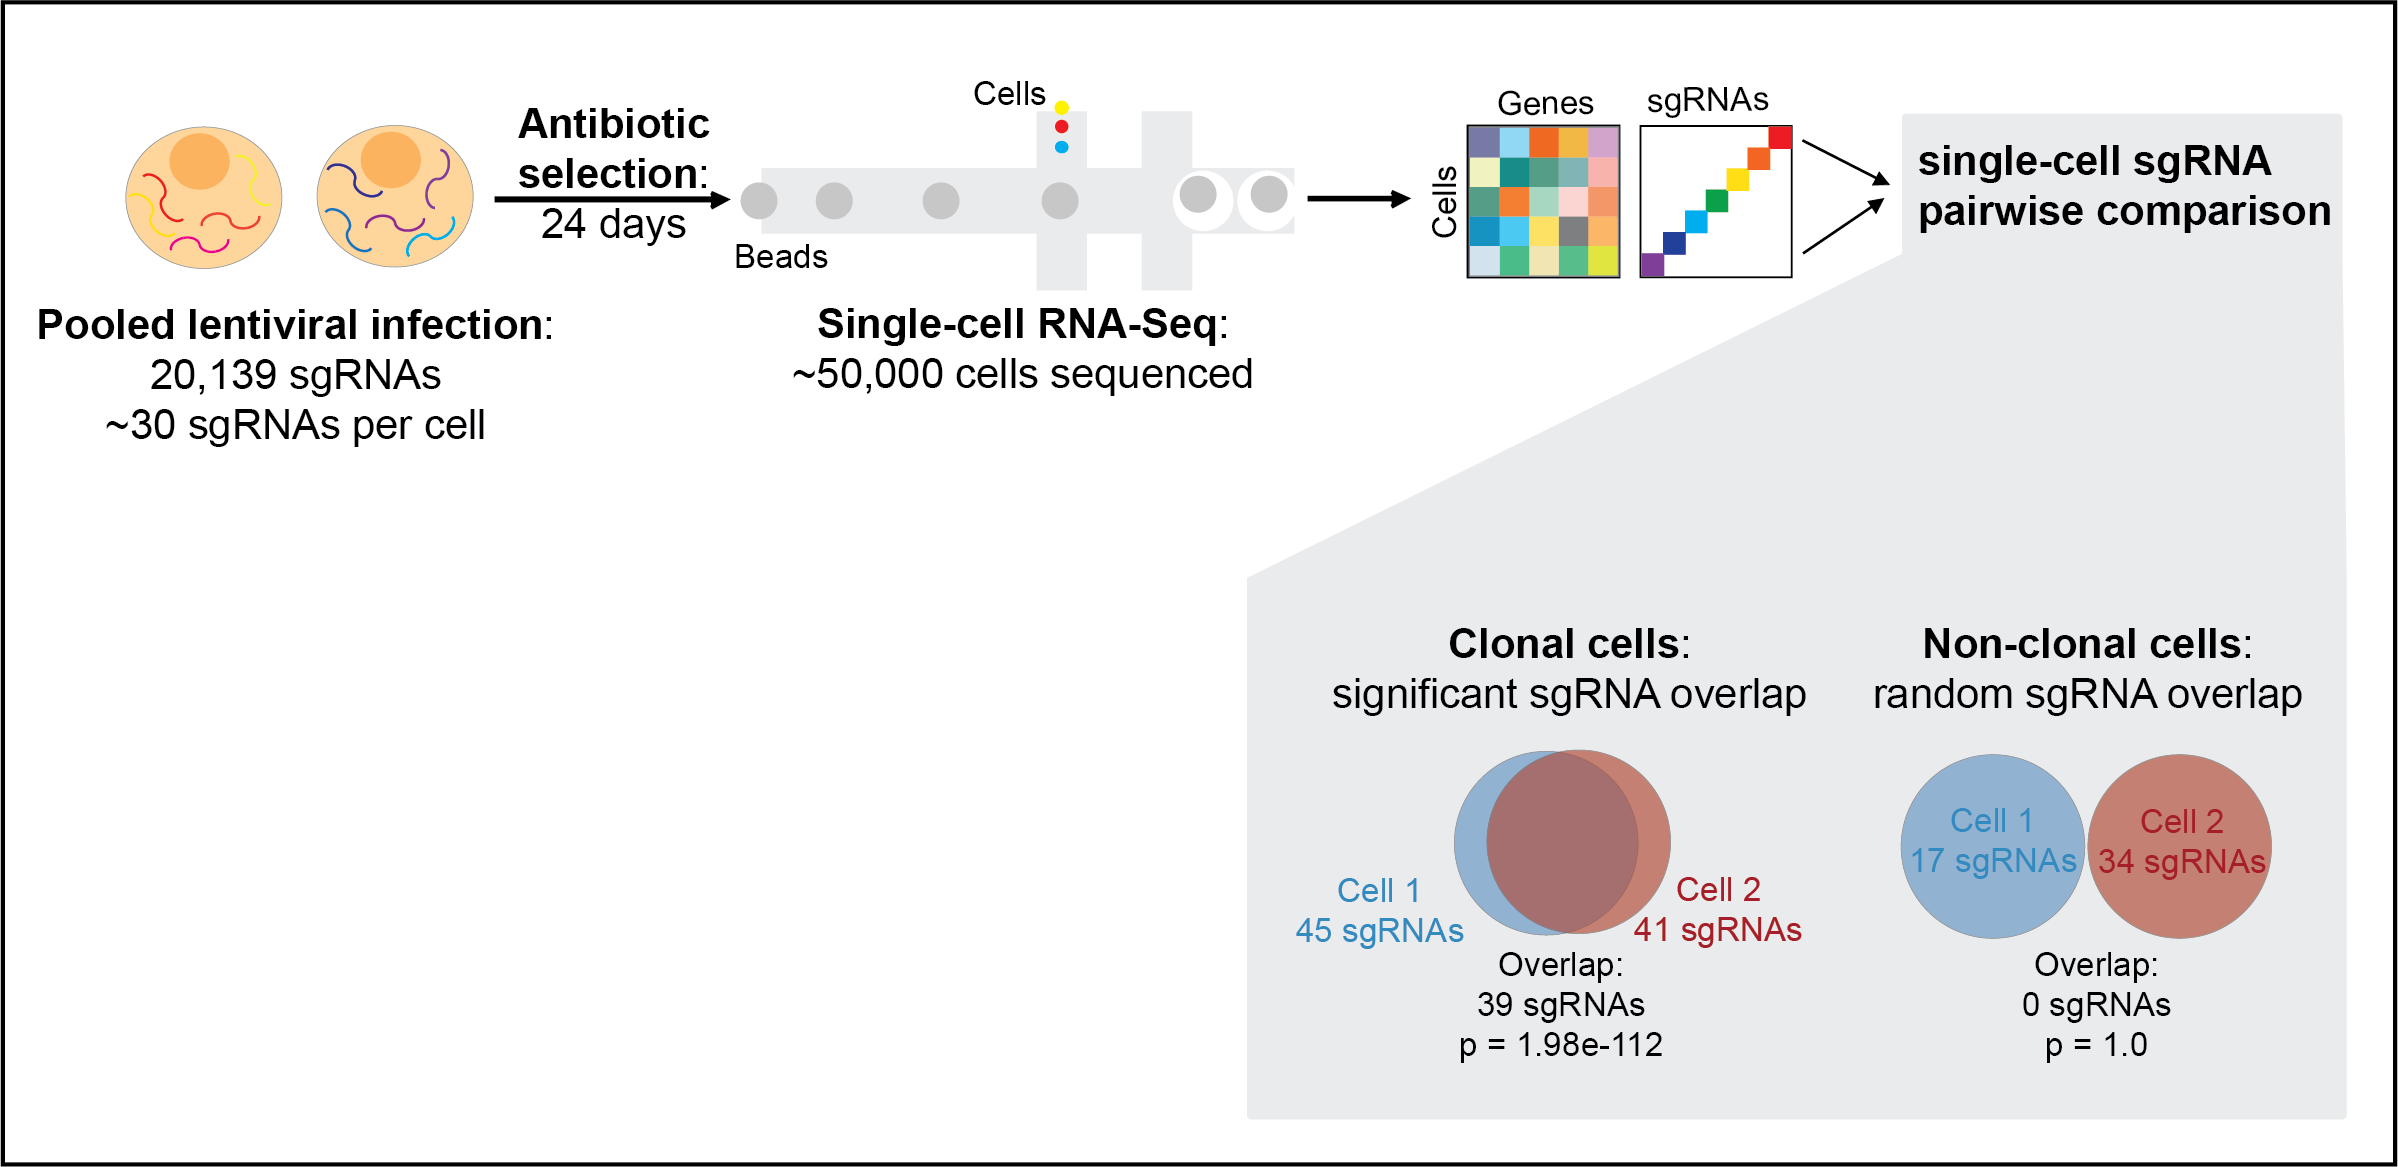 Antibiotic
selection:
24 days
Pooled lentiviral infection:
20,139 sgRNAs
~30 sgRNAs per cell
Cells
Beads
Single-cell RNA-Seq:
~50,000 cells sequenced
Genes
Cells
sgRNAs
single-cell sgRNA
pairwise comparison
Clonal cells:
significant sgRNA overlap
Cell 1
45 sgRNAs
Cell 2
41 sgRNAs
Overlap:
39 sgRNAs
p = 1.98e-112
Non-clonal cells:
random sgRNA overlap
Cell 1
17 sgRNAs
Cell 2
34 sgRNAs
Overlap:
0 sgRNAs
p = 1.0